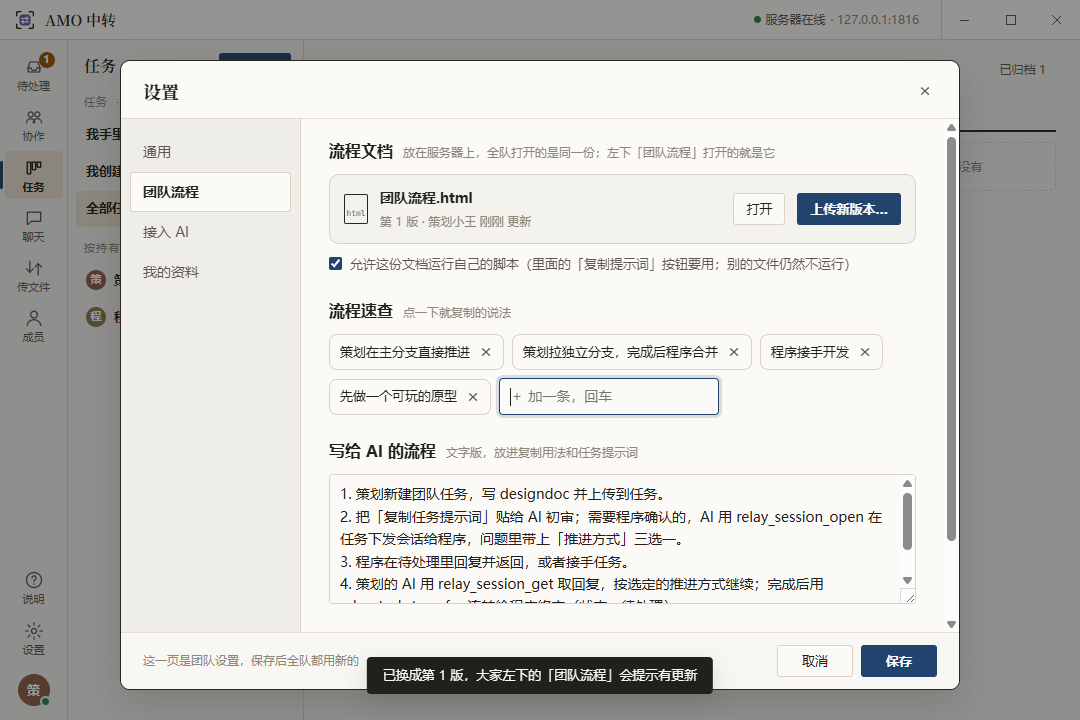 AMO 中转
服务器在线 · 127.0.0.1:1816
1
待处理
协作
任务
聊天
传文件
成员
说明
设置
策
任务
任务
我手里
我创建
全部任
按持有
策
程
已归档 1
没有
设置
通用
团队流程
接入 AI
我的资料
流程文档 放在服务器上，全队打开的是同一份；左下「团队流程」打开的就是它
html
团队流程.html
第 1 版 · 策划小王 刚刚 更新
打开
上传新版本...
允许这份文档运行自己的脚本（里面的「复制提示词」按钮要用；别的文件仍然不运行）
流程速查 点一下就复制的说法
策划在主分支直接推进 ✕
策划拉独立分支，完成后程序合并 ✕
程序接手开发 ✕
先做一个可玩的原型 ✕
+ 加一条，回车
写给 AI 的流程 文字版，放进复制用法和任务提示词
1. 策划新建团队任务，写 designdoc 并上传到任务。
2. 把「复制任务提示词」贴给 AI 初审；需要程序确认的，AI 用 relay_session_open 在
任务下发会话给程序，问题里带上「推进方式」三选一。
3. 程序在待处理里回复并返回，或者接手任务。
4. 策划的 AI 用 relay_session_get 取回复，按选定的推进方式继续；完成后用
这一页是团队设置，保存后全队都用新的
取消
保存
已换成第 1 版，大家左下的「团队流程」会提示有更新